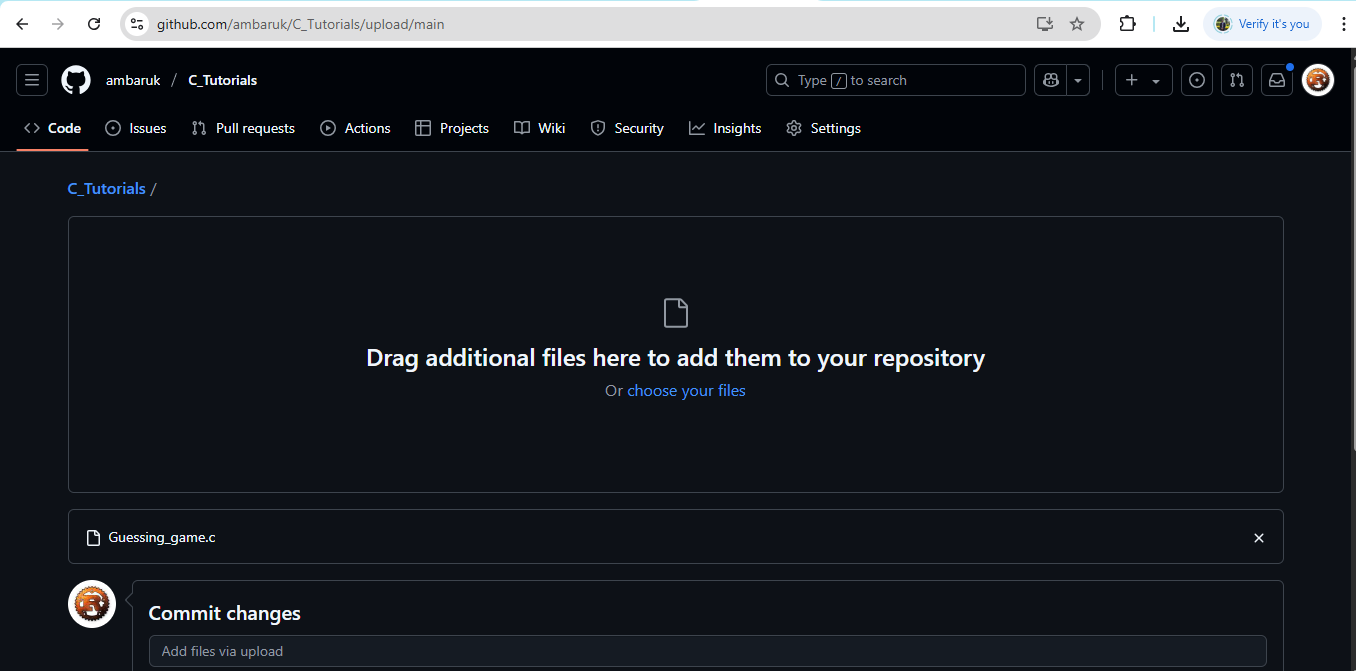 github.com/ambaruk/C_Tutorials/upload/main
Verify it's you
ambaruk / C_Tutorials
Type / to search
Code Issues Pull requests Actions Projects Wiki Security Insights Settings
C_Tutorials /
Drag additional files here to add them to your repository
Or choose your files
Guessing_game.c
Commit changes
Add files via upload